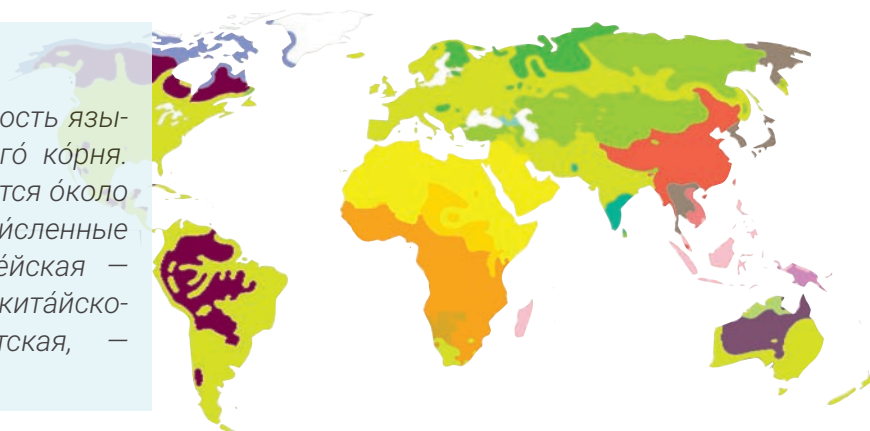 ость язы-
го́ ко́рня.
тся о́коло
и́сленные
е́йская —
кита́йско-
тская, —